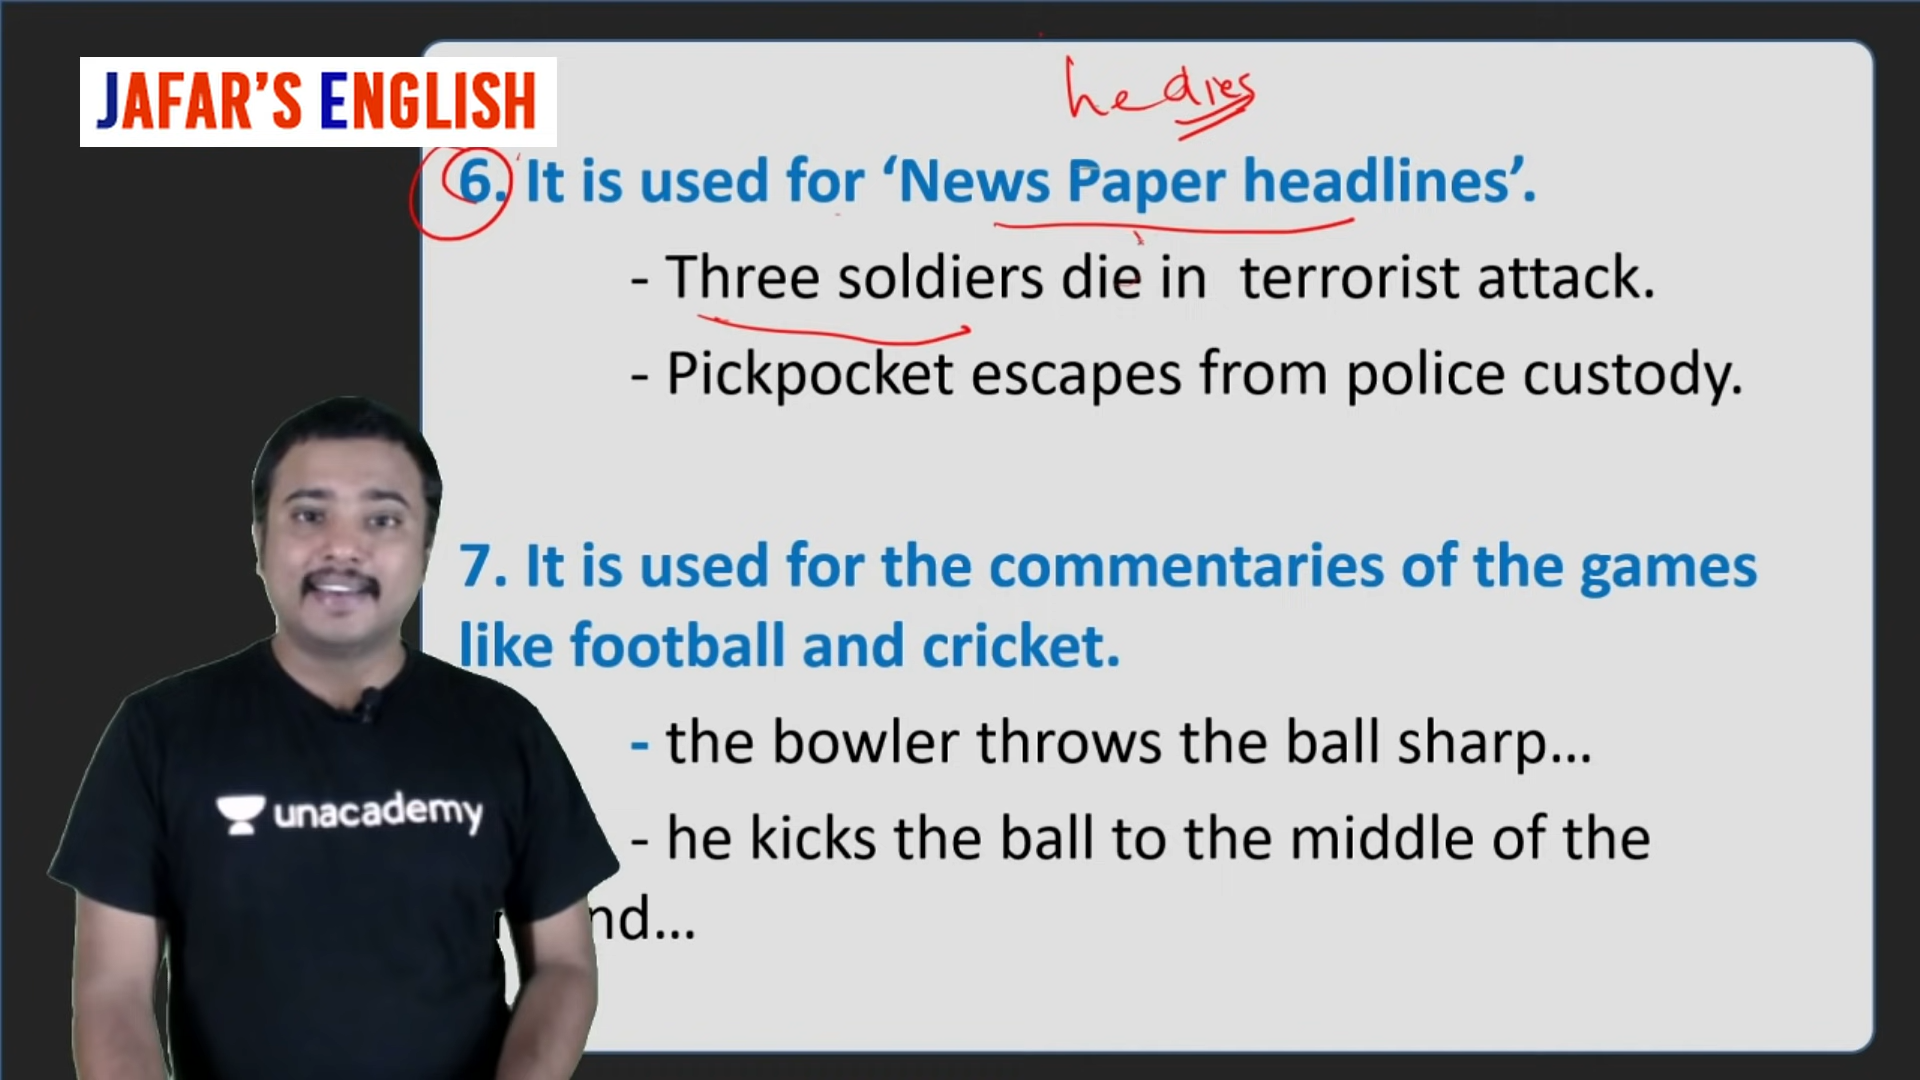 he dies
JAFAR'S ENGLISH
6. It is used for ‘News Paper headlines’.
- Three soldiers die in terrorist attack.
- Pickpocket escapes from police custody.
7. It is used for the commentaries of the games
like football and cricket.
- the bowler throws the ball sharp...
- he kicks the ball to the middle of the
nd...
unacademy